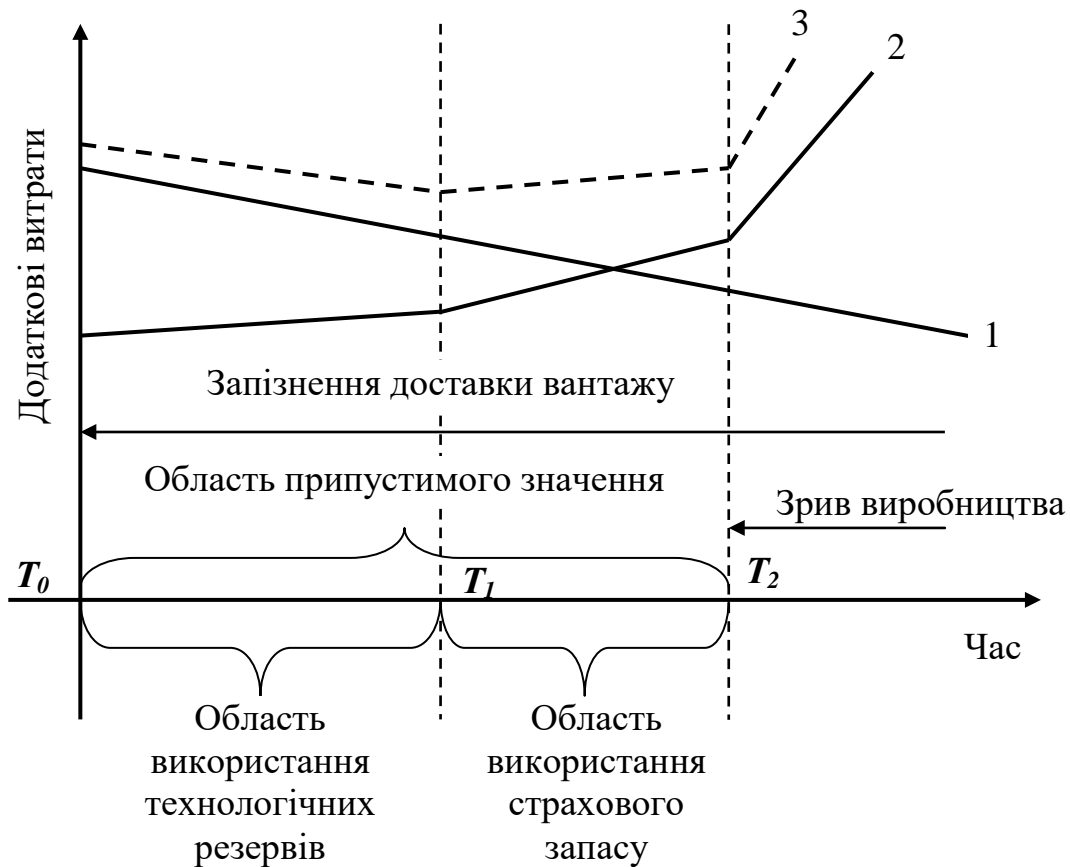 3
2
Додаткові витрати
1
Запізнення доставки вантажу
Область припустимого значення
Зрив виробництва
T0
T1
T2
Час
Область
використання
технологічних
резервів
Область
використання
страхового
запасу